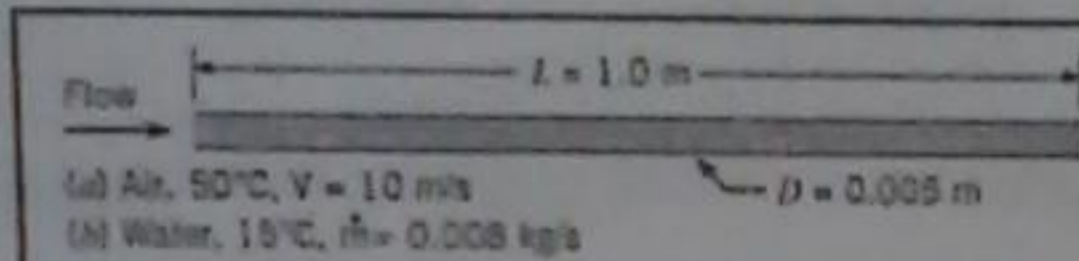 L = 1.0 m
Flow
(a) Air, 50°C, V = 10 m/s
D = 0.005 m
(b) Water, 15°C, ṁ = 0.008 kg/s